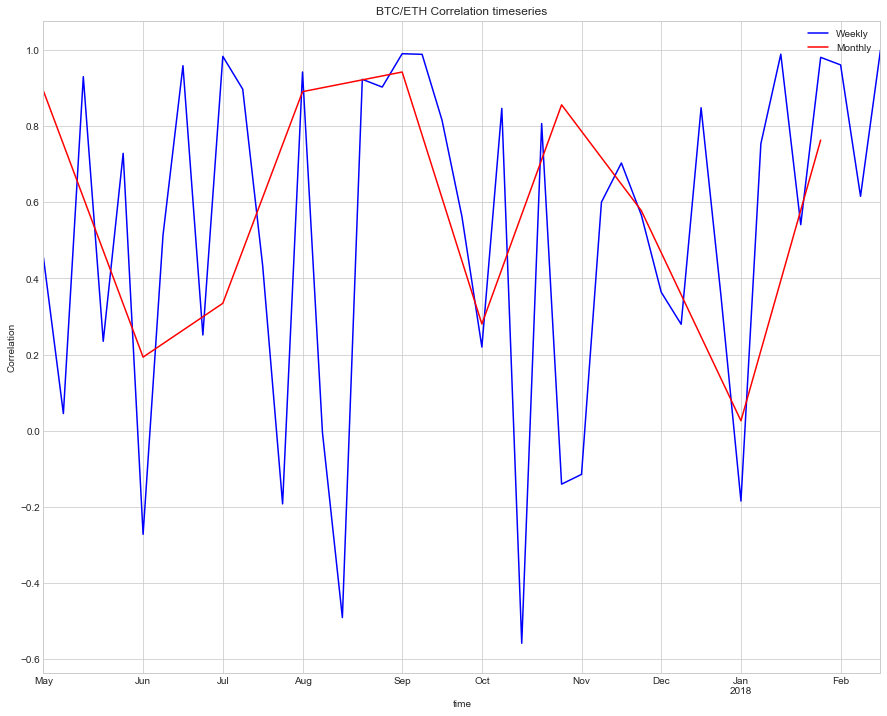 BTC/ETH Correlation timeseries
Weekly
Monthly
1.0
0.8
0.6
0.4
0.2
0.0
−0.2
−0.4
−0.6
Correlation
May Jun Jul Aug Sep Oct Nov Dec Jan Feb
2018
time